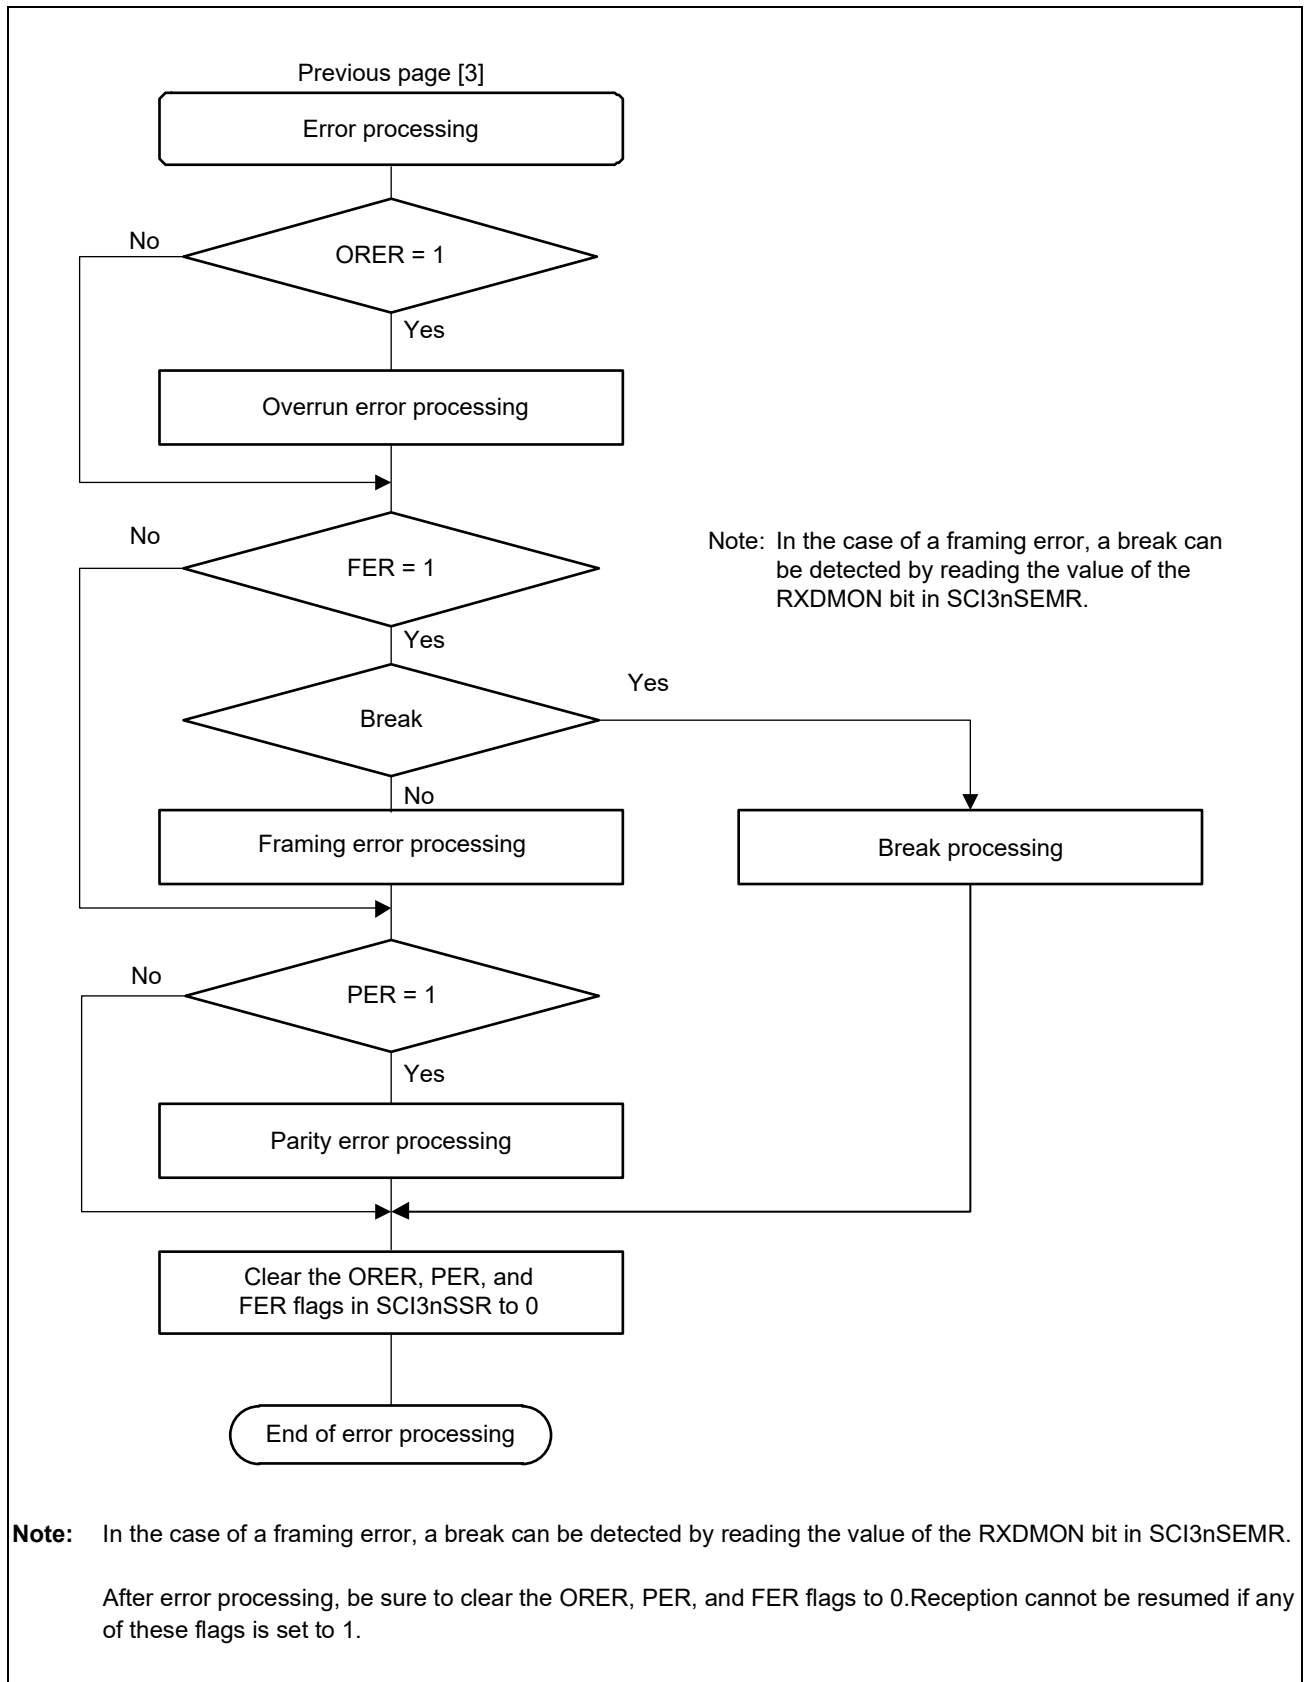 Previous page [3]
Error processing
No
ORER = 1
Yes
Overrun error processing
No
FER = 1
Note: In the case of a framing error, a break can
be detected by reading the value of the
RXDMON bit in SCI3nSEMR.
Yes
Yes
Break
No
Framing error processing
Break processing
No
PER = 1
Yes
Parity error processing
Clear the ORER, PER, and
FER flags in SCI3nSSR to 0
End of error processing
Note: In the case of a framing error, a break can be detected by reading the value of the RXDMON bit in SCI3nSEMR.
After error processing, be sure to clear the ORER, PER, and FER flags to 0.Reception cannot be resumed if any
of these flags is set to 1.